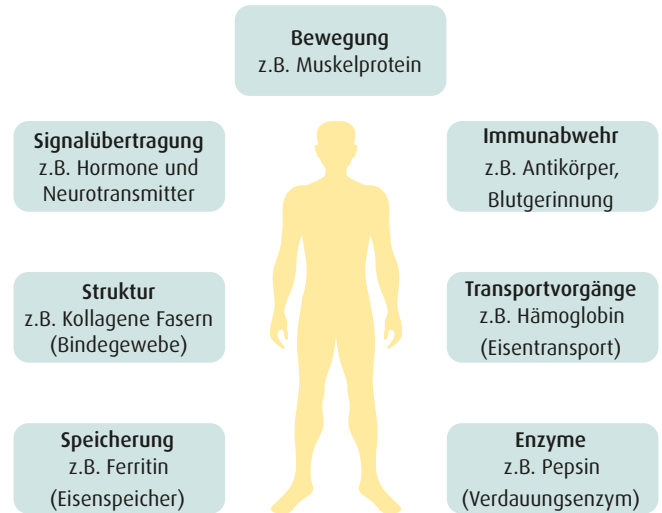 Bewegung
z.B. Muskelprotein
Signalübertragung
z.B. Hormone und
Neurotransmitter
Immunabwehr
z.B. Antikörper,
Blutgerinnung
Struktur
z.B. Kollagene Fasern
(Bindegewebe)
Transportvorgänge
z.B. Hämoglobin
(Eisentransport)
Speicherung
z.B. Ferritin
(Eisenspeicher)
Enzyme
z.B. Pepsin
(Verdauungsenzym)